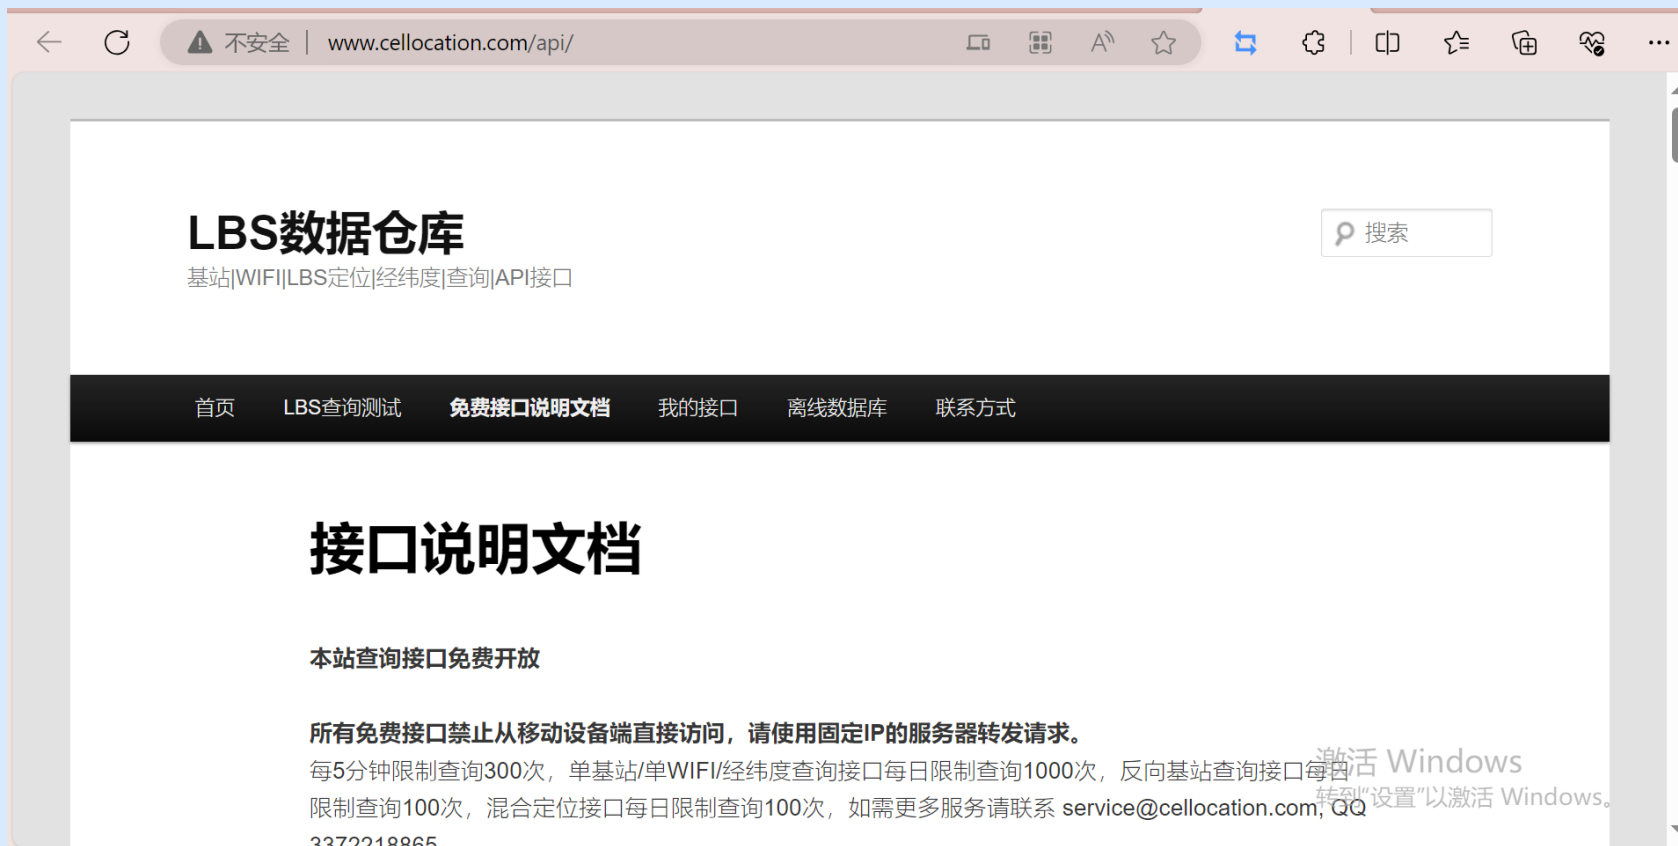 不安全 | www.cellocation.com/api/
LBS数据仓库
基站|WIFI|LBS定位|经纬度|查询|API接口
搜索
首页 LBS查询测试 免费接口说明文档 我的接口 离线数据库 联系方式
接口说明文档
本站查询接口免费开放
所有免费接口禁止从移动设备端直接访问，请使用固定IP的服务器转发请求。
每5分钟限制查询300次，单基站/单WIFI/经纬度查询接口每日限制查询1000次，反向基站查询接口每日
限制查询100次，混合定位接口每日限制查询100次，如需更多服务请联系 service@cellocation.com, QQ
3372218865
激活 Windows
转到“设置”以激活 Windows。